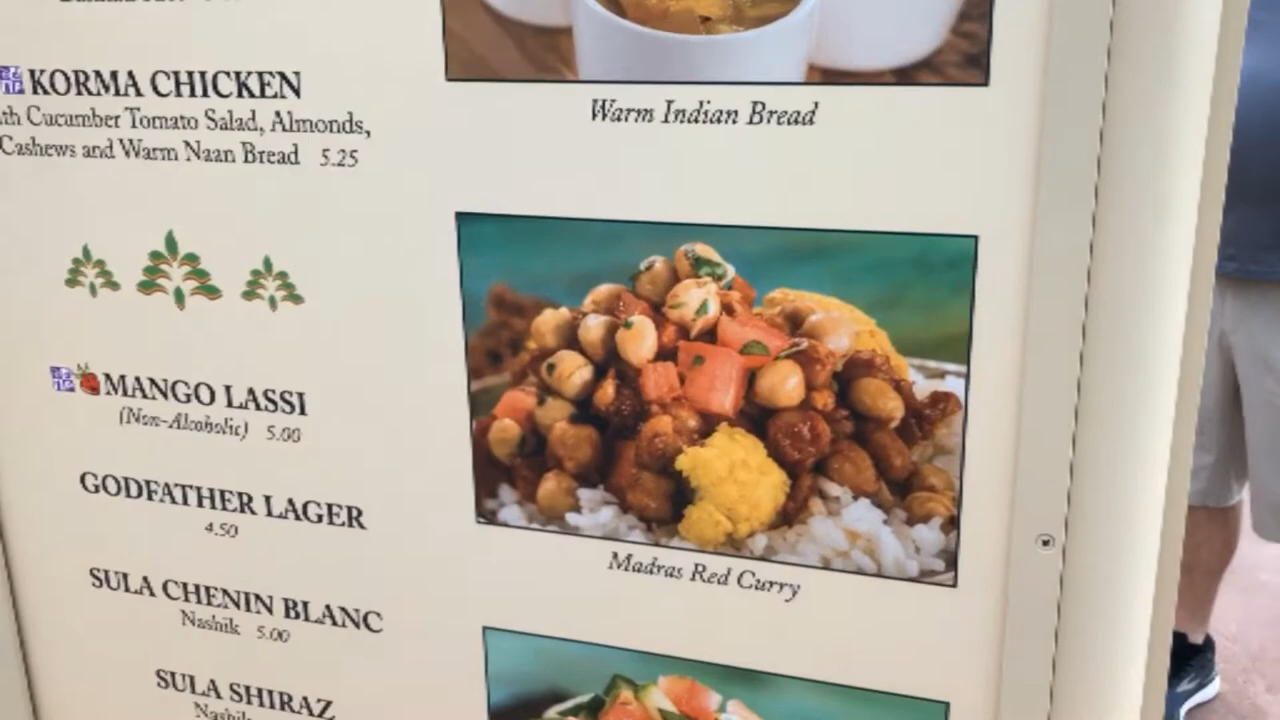 KORMA CHICKEN
Cucumber Tomato Salad, Almonds,
Cashews and Warm Naan Bread 5.25
MANGO LASSI
(Non-Alcoholic) 5.00
GODFATHER LAGER
4.50
SULA CHENIN BLANC
Nashik 5.00
SULA SHIRAZ
Nashik
Warm Indian Bread
Madras Red Curry